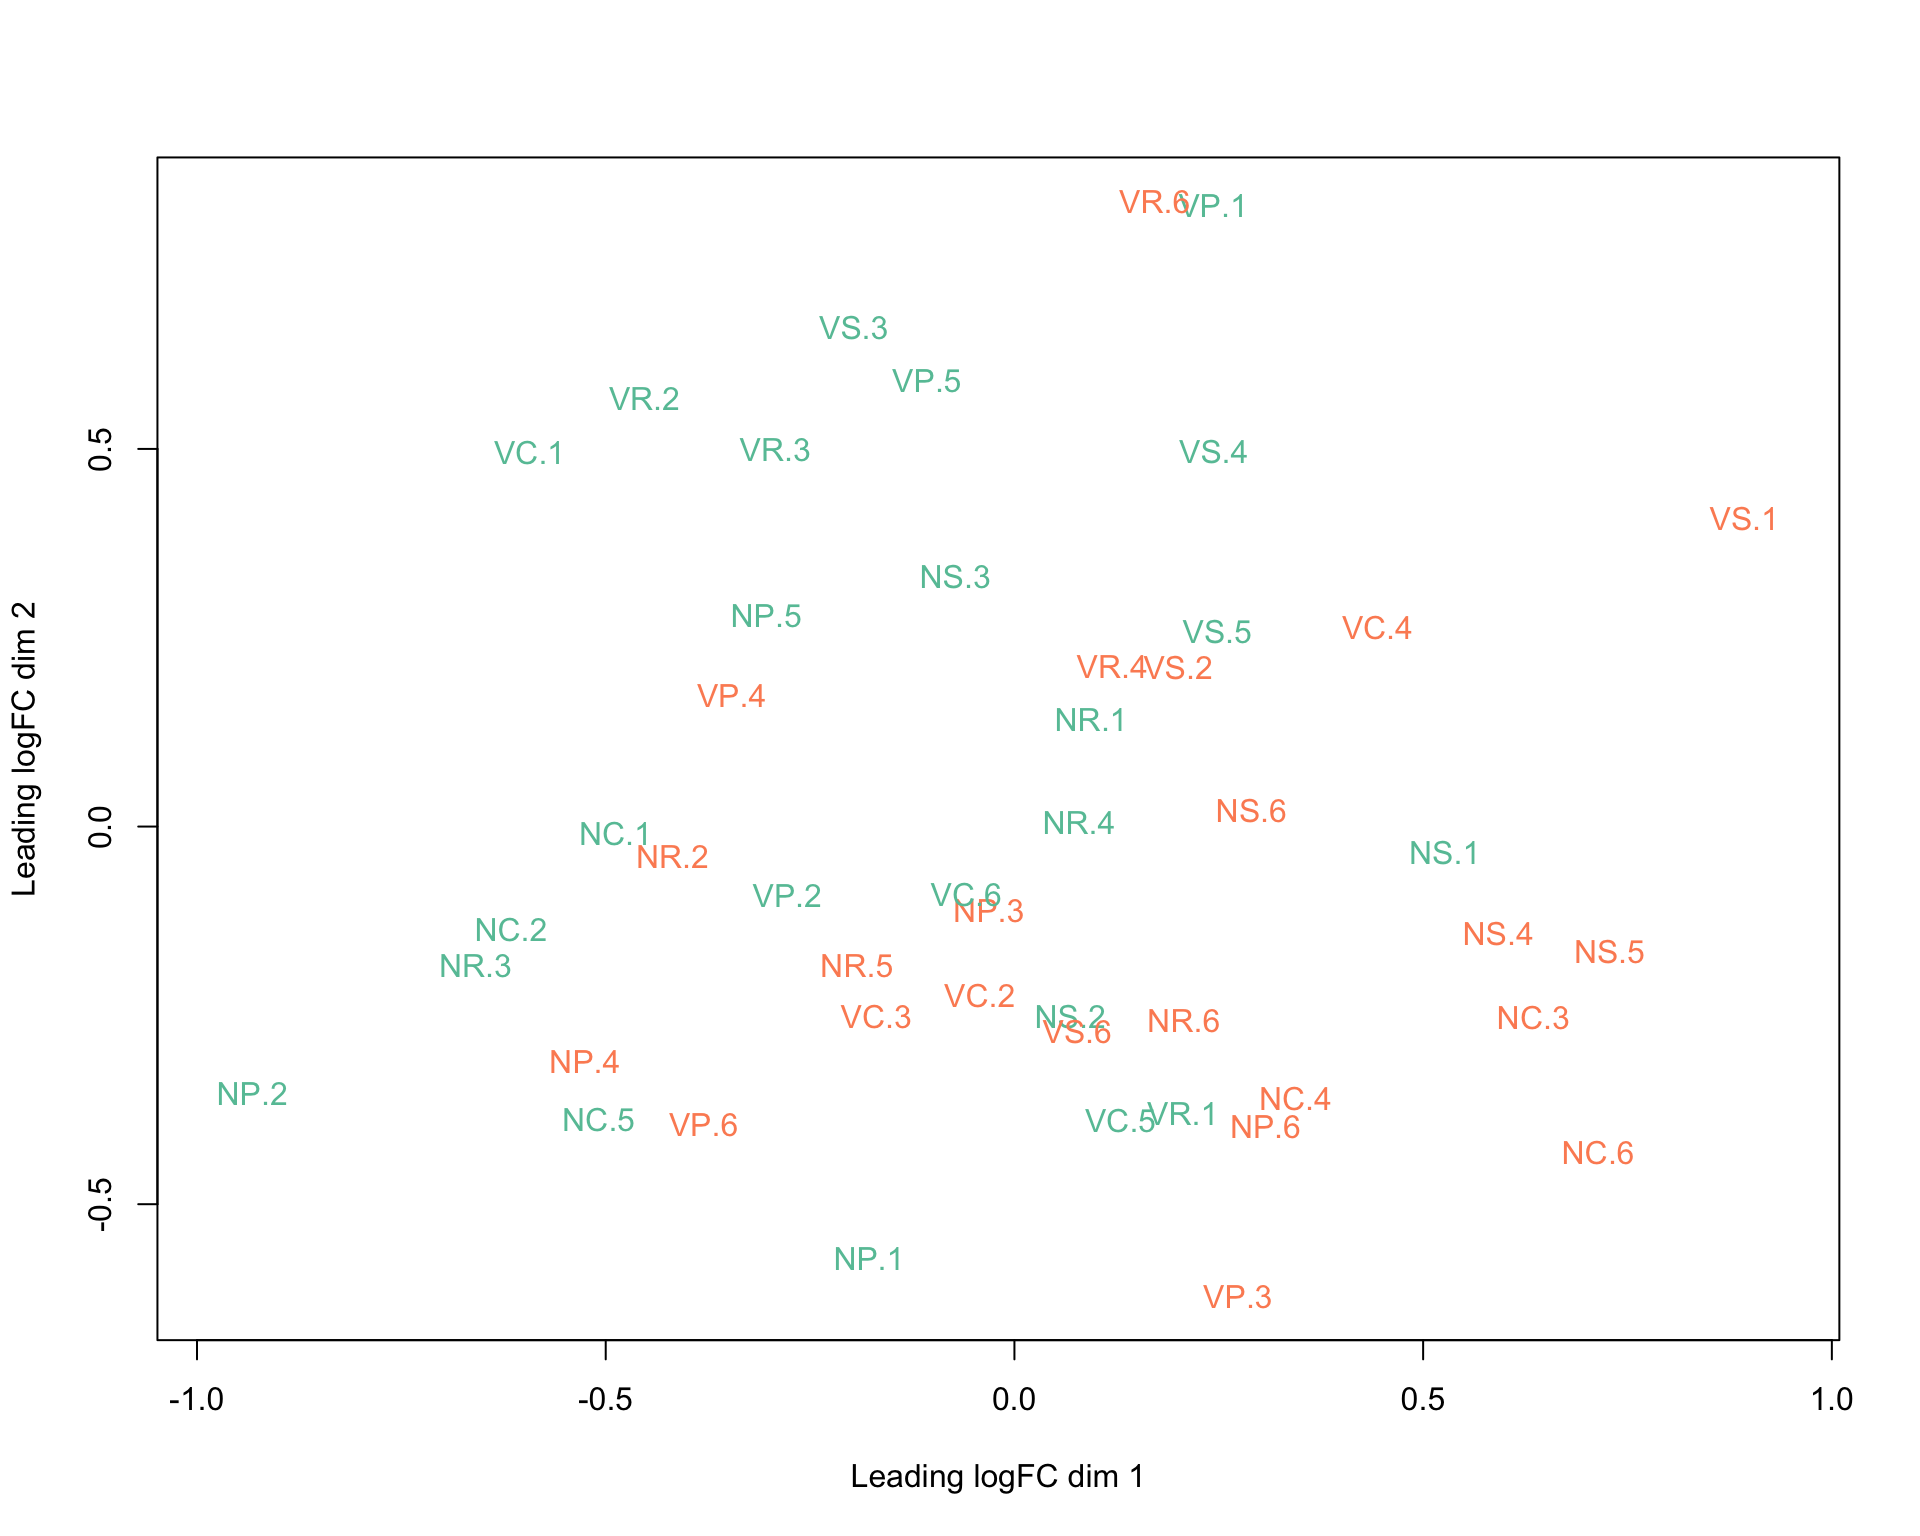 VR.6 VP.1
VS.3
VP.5
VR.2
VC.1 VR.3 VS.4
VS.1
NS.3
NP.5
VS.5 VC.4
VR.4 VS.2
VP.4
NR.1
NS.6
NC.1 NR.4
NR.2 NS.1
VP.2 VC.6
NP.3
NC.2 NS.4
NS.5
NR.3 NR.5
VC.2
VC.3 NS.2 NR.6 NC.3
VS.6
NP.4
NP.2 NC.4
NC.5 VP.6 VC.5 VR.1 NP.6
NC.6
NP.1
VP.3
0.5
0.0
-0.5
Leading logFC dim 2
-1.0 -0.5 0.0 0.5 1.0
Leading logFC dim 1